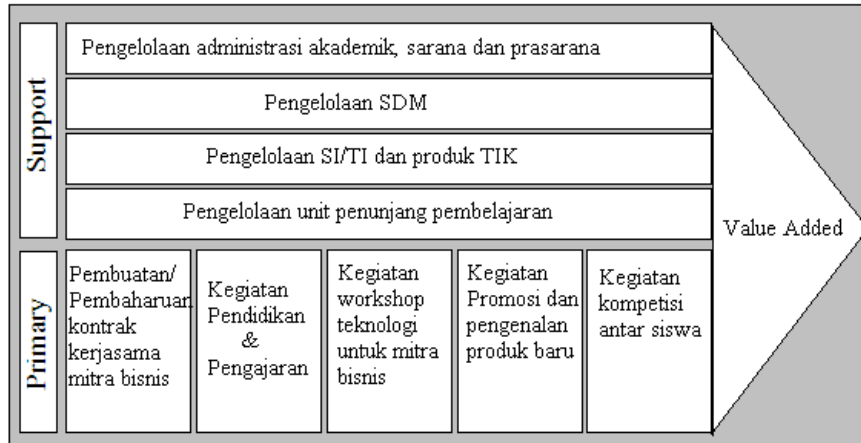 Support
Pengelolaan administrasi akademik, sarana dan prasarana
Pengelolaan SDM
Pengelolaan SI/TI dan produk TIK
Pengelolaan unit penunjang pembelajaran
Value Added
Primary
Pembuatan/
Pembaharuan
kontrak
kerjasama
mitra bisnis
Kegiatan
Pendidikan
&
Pengajaran
Kegiatan
workshop
teknologi
untuk mitra
bisnis
Kegiatan
Promosi dan
pengenalan
produk baru
Kegiatan
kompetisi
antar siswa